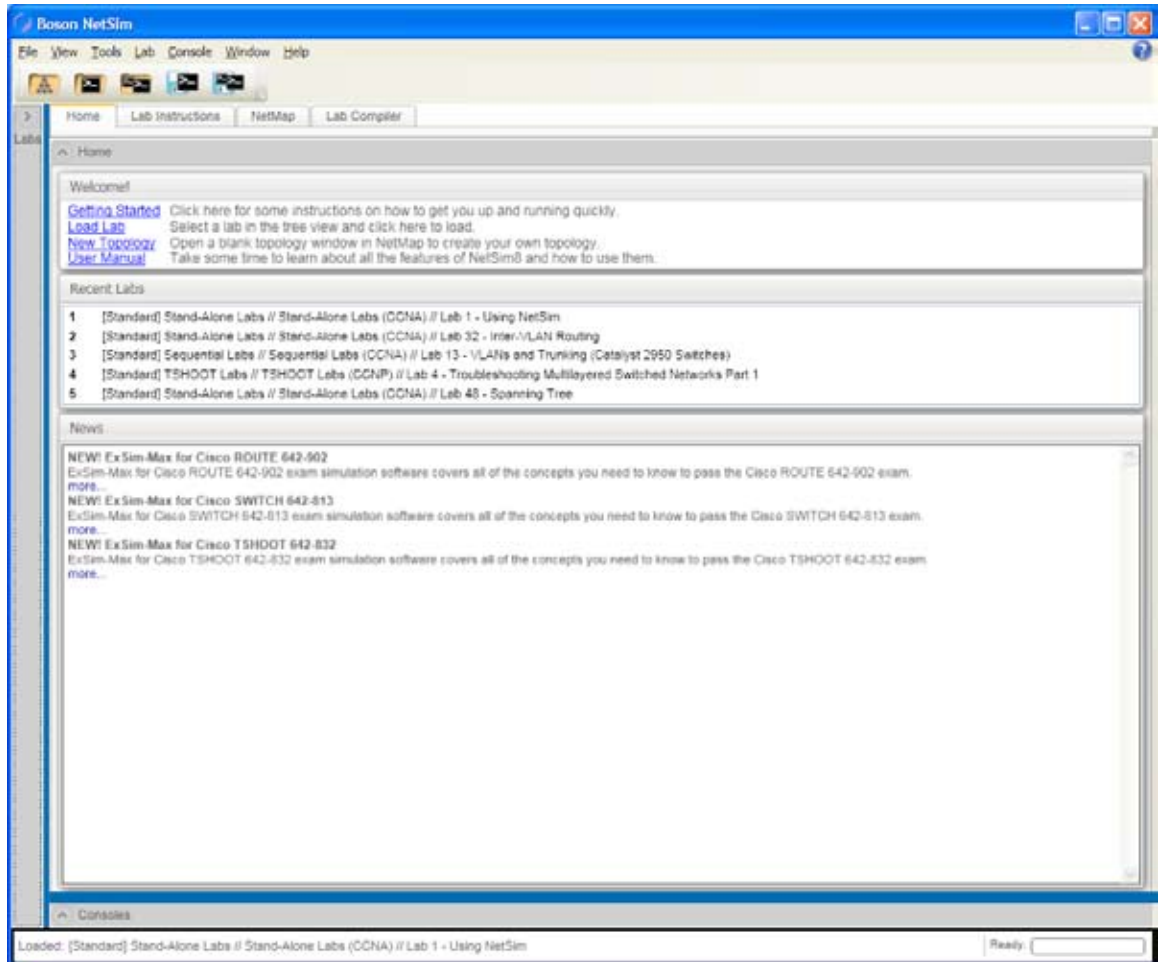 Boson NetSim
File View Tools Lab Console Window Help
Home Lab Instructions NetMap Lab Compiler
Labs
Home
Welcome!
Getting Started Click here for some instructions on how to get you up and running quickly.
Load Lab Select a lab in the tree view and click here to load.
New Topology Open a blank topology window in NetMap to create your own topology.
User Manual Take some time to learn about all the features of NetSim8 and how to use them.
Recent Labs
1 [Standard] Stand-Alone Labs // Stand-Alone Labs (CCNA) // Lab 1 - Using NetSim
2 [Standard] Stand-Alone Labs // Stand-Alone Labs (CCNA) // Lab 32 - Inter-VLAN Routing
3 [Standard] Sequential Labs // Sequential Labs (CCNA) // Lab 13 - VLANs and Trunking (Catalyst 2950 Switches)
4 [Standard] TSHOOT Labs // TSHOOT Labs (CCNP) // Lab 4 - Troubleshooting Multilayered Switched Networks Part 1
5 [Standard] Stand-Alone Labs // Stand-Alone Labs (CCNA) // Lab 48 - Spanning Tree
News
NEW! ExSim-Max for Cisco ROUTE 642-902
ExSim-Max for Cisco ROUTE 642-902 exam simulation software covers all of the concepts you need to know to pass the Cisco ROUTE 642-902 exam.
more...
NEW! ExSim-Max for Cisco SWITCH 642-813
ExSim-Max for Cisco SWITCH 642-813 exam simulation software covers all of the concepts you need to know to pass the Cisco SWITCH 642-813 exam.
more...
NEW! ExSim-Max for Cisco TSHOOT 642-832
ExSim-Max for Cisco TSHOOT 642-832 exam simulation software covers all of the concepts you need to know to pass the Cisco TSHOOT 642-832 exam.
more...
Consoles
Loaded: [Standard] Stand-Alone Labs // Stand-Alone Labs (CCNA) // Lab 1 - Using NetSim Ready: